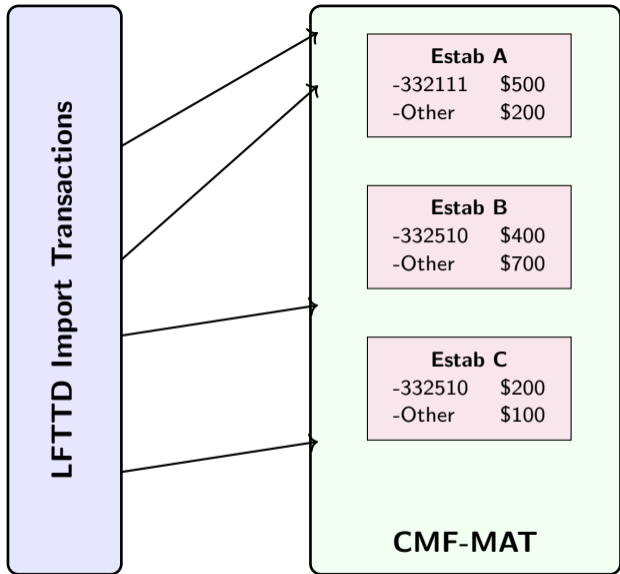 LFTTD Import Transactions
Estab A
-332111 $500
-Other $200
Estab B
-332510 $400
-Other $700
Estab C
-332510 $200
-Other $100
CMF-MAT